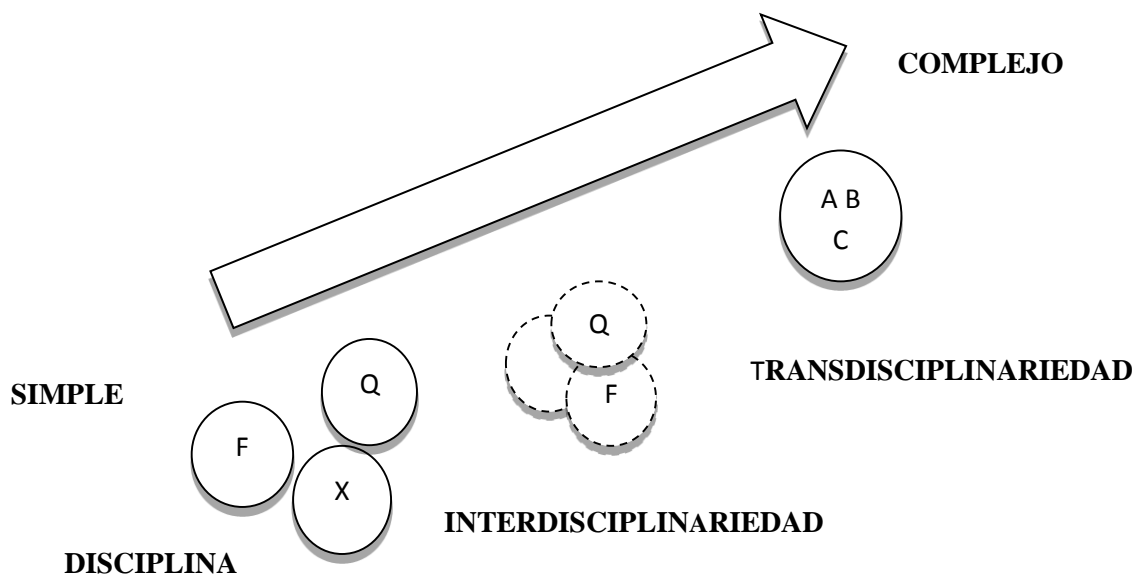 COMPLEJO
A B
C
Q
TRANSDISCIPLINARIEDAD
SIMPLE
Q
F
F
X
INTERDISCIPLINARIEDAD
DISCIPLINA